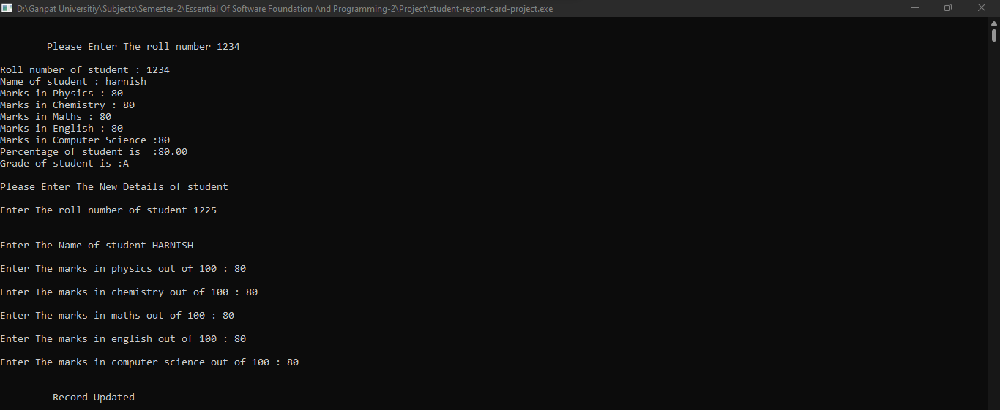 D:\Ganpat Universitiy\Subjects\Semester-2\Essential Of Software Foundation And Programming-2\Project\student-report-card-project.exe
Please Enter The roll number 1234
Roll number of student : 1234
Name of student : harnish
Marks in Physics : 80
Marks in Chemistry : 80
Marks in Maths : 80
Marks in English : 80
Marks in Computer Science :80
Percentage of student is  :80.00
Grade of student is :A
Please Enter The New Details of student
Enter The roll number of student 1225
Enter The Name of student HARNISH
Enter The marks in physics out of 100 : 80
Enter The marks in chemistry out of 100 : 80
Enter The marks in maths out of 100 : 80
Enter The marks in english out of 100 : 80
Enter The marks in computer science out of 100 : 80
Record Updated